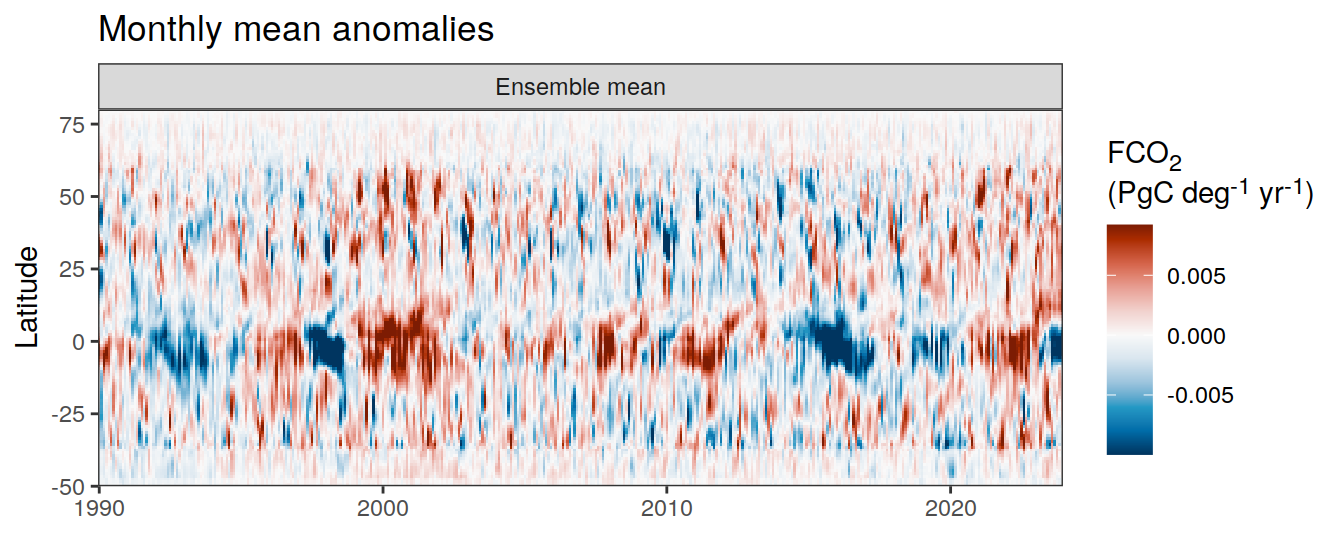 Monthly mean anomalies
Ensemble mean
75
50
25
0
-25
-50
Latitude
1990 2000 2010 2020
FCO₂
(PgC deg⁻¹ yr⁻¹)
0.005
0.000
-0.005